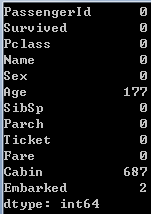 PassengerId 0
Survived 0
Pclass 0
Name 0
Sex 0
Age 177
SibSp 0
Parch 0
Ticket 0
Fare 0
Cabin 687
Embarked 2
dtype: int64